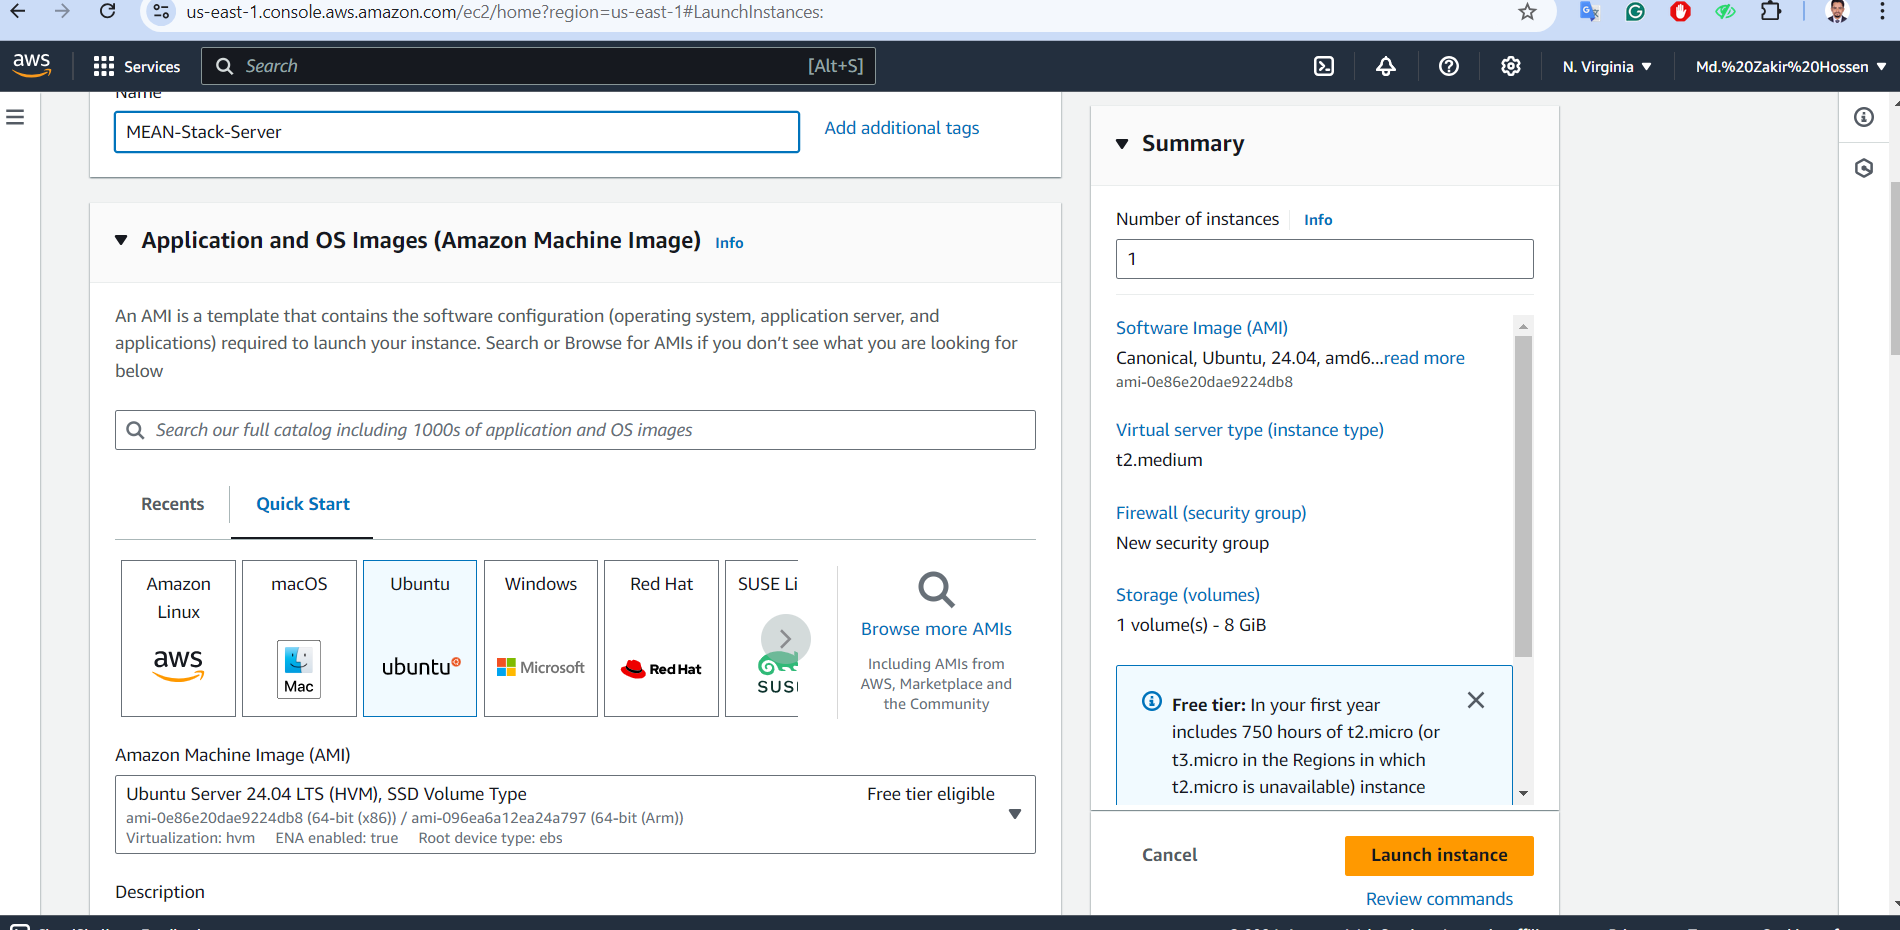 us-east-1.console.aws.amazon.com/ec2/home?region=us-east-1#LaunchInstances:
aws
Services
Search
[Alt+S]
N. Virginia
Md.%20Zakir%20Hossen
Name
MEAN-Stack-Server
Add additional tags
Application and OS Images (Amazon Machine Image)
Info
An AMI is a template that contains the software configuration (operating system, application server, and
applications) required to launch your instance. Search or Browse for AMIs if you don’t see what you are looking for
below
Search our full catalog including 1000s of application and OS images
Recents
Quick Start
Amazon
Linux
aws
macOS
Mac
Ubuntu
ubuntu
Windows
Microsoft
Red Hat
Red Hat
SUSE Li
SUS
Browse more AMIs
Including AMIs from
AWS, Marketplace and
the Community
Amazon Machine Image (AMI)
Ubuntu Server 24.04 LTS (HVM), SSD Volume Type
Free tier eligible
ami-0e86e20dae9224db8 (64-bit (x86)) / ami-096ea6a12ea24a797 (64-bit (Arm))
Virtualization: hvm ENA enabled: true Root device type: ebs
Description
Summary
Number of instances
Info
1
Software Image (AMI)
Canonical, Ubuntu, 24.04, amd6...read more
ami-0e86e20dae9224db8
Virtual server type (instance type)
t2.medium
Firewall (security group)
New security group
Storage (volumes)
1 volume(s) - 8 GiB
Free tier: In your first year
includes 750 hours of t2.micro (or
t3.micro in the Regions in which
t2.micro is unavailable) instance
Cancel
Launch instance
Review commands